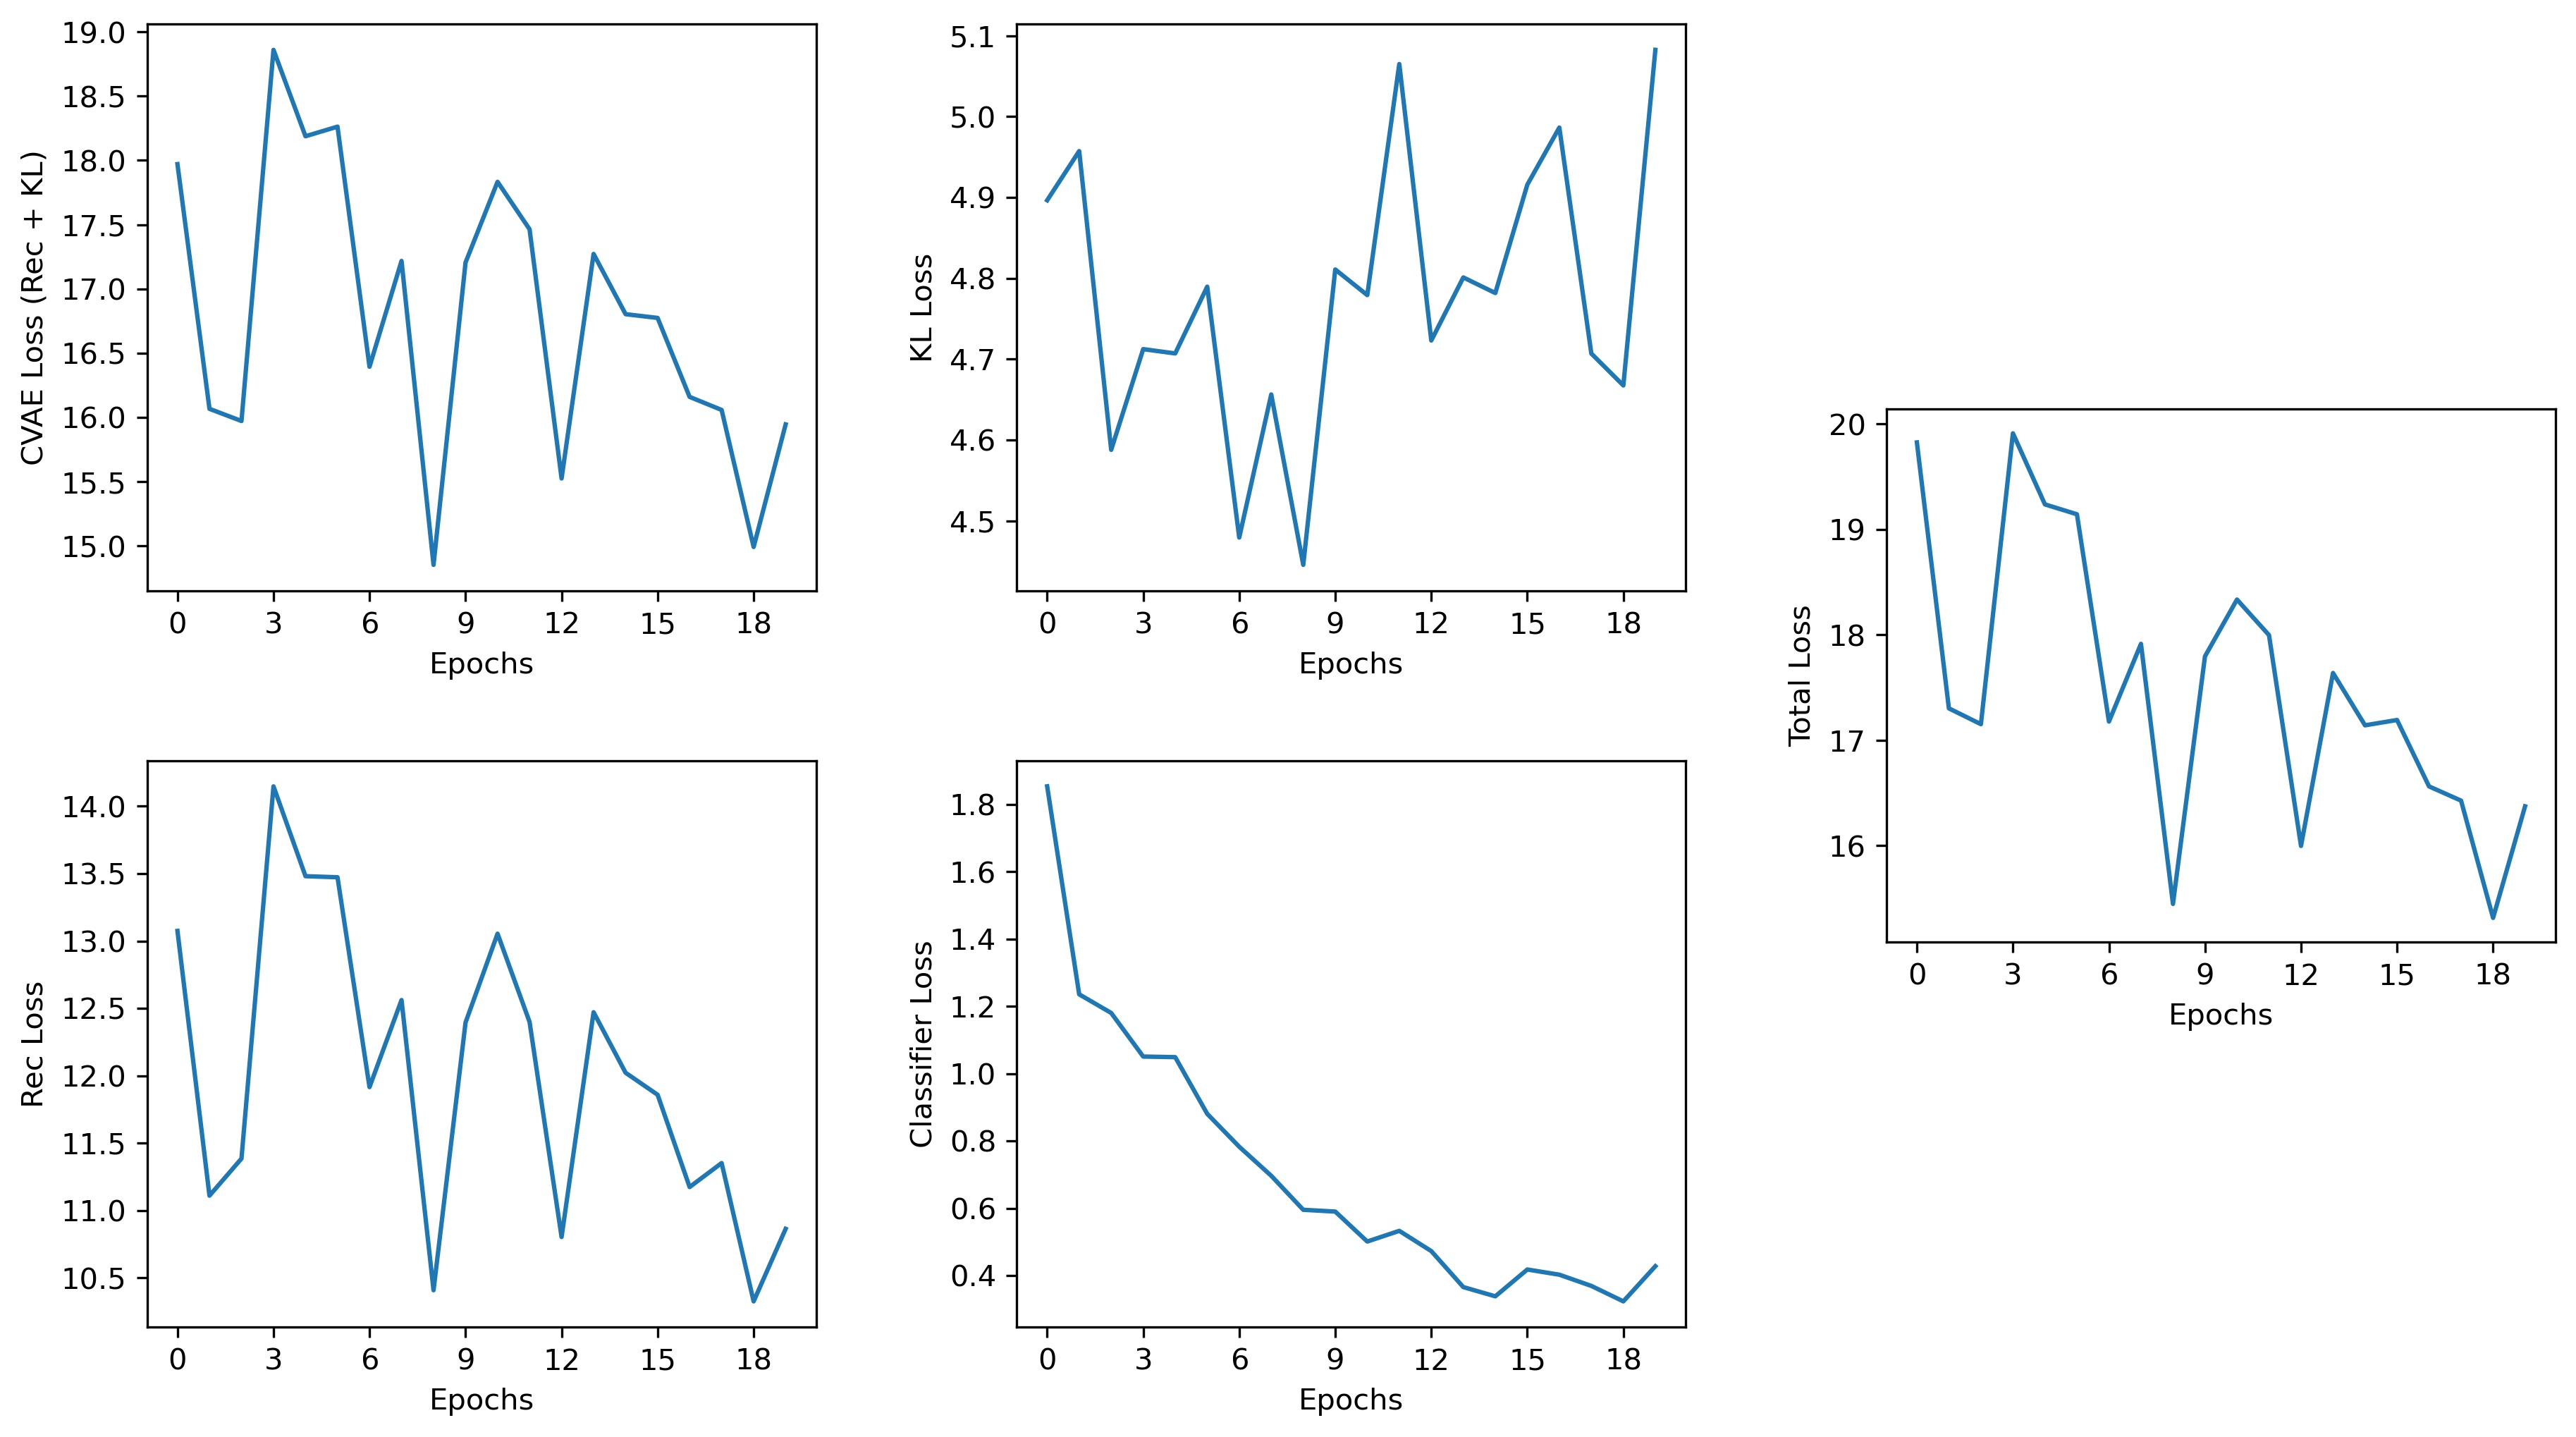 CVAE Loss (Rec + KL)
19.0
18.5
18.0
17.5
17.0
16.5
16.0
15.5
15.0
0 3 6 9 12 15 18
Epochs
KL Loss
5.1
5.0
4.9
4.8
4.7
4.6
4.5
0 3 6 9 12 15 18
Epochs
Rec Loss
14.0
13.5
13.0
12.5
12.0
11.5
11.0
10.5
0 3 6 9 12 15 18
Epochs
Classifier Loss
1.8
1.6
1.4
1.2
1.0
0.8
0.6
0.4
0 3 6 9 12 15 18
Epochs
Total Loss
20
19
18
17
16
0 3 6 9 12 15 18
Epochs